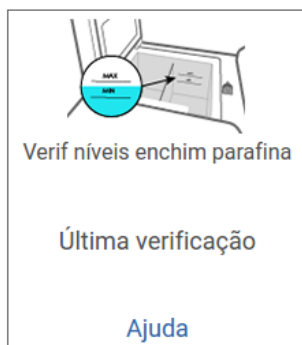 MAX
MIN
Verif níveis enchim parafina
Última verificação
Ajuda